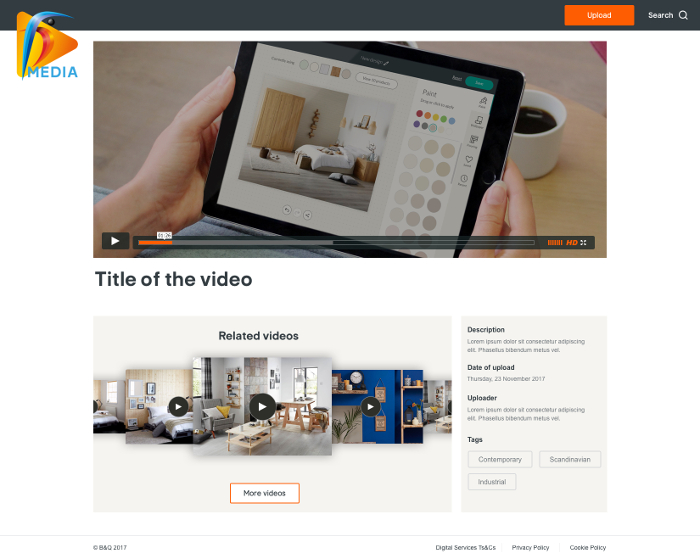 Upload
Search
MEDIA
Paint
01:26
HD
Title of the video
Related videos
More videos
Description
Lorem ipsum dolor sit consectetur adipiscing
elit. Phasellus bibendum metus vel.
Date of upload
Thursday, 23 November 2017
Uploader
Lorem ipsum dolor sit consectetur adipiscing
elit. Phasellus bibendum metus vel.
Tags
Contemporary
Scandinavian
Industrial
© B&Q 2017
Digital Services Ts&Cs
Privacy Policy
Cookie Policy